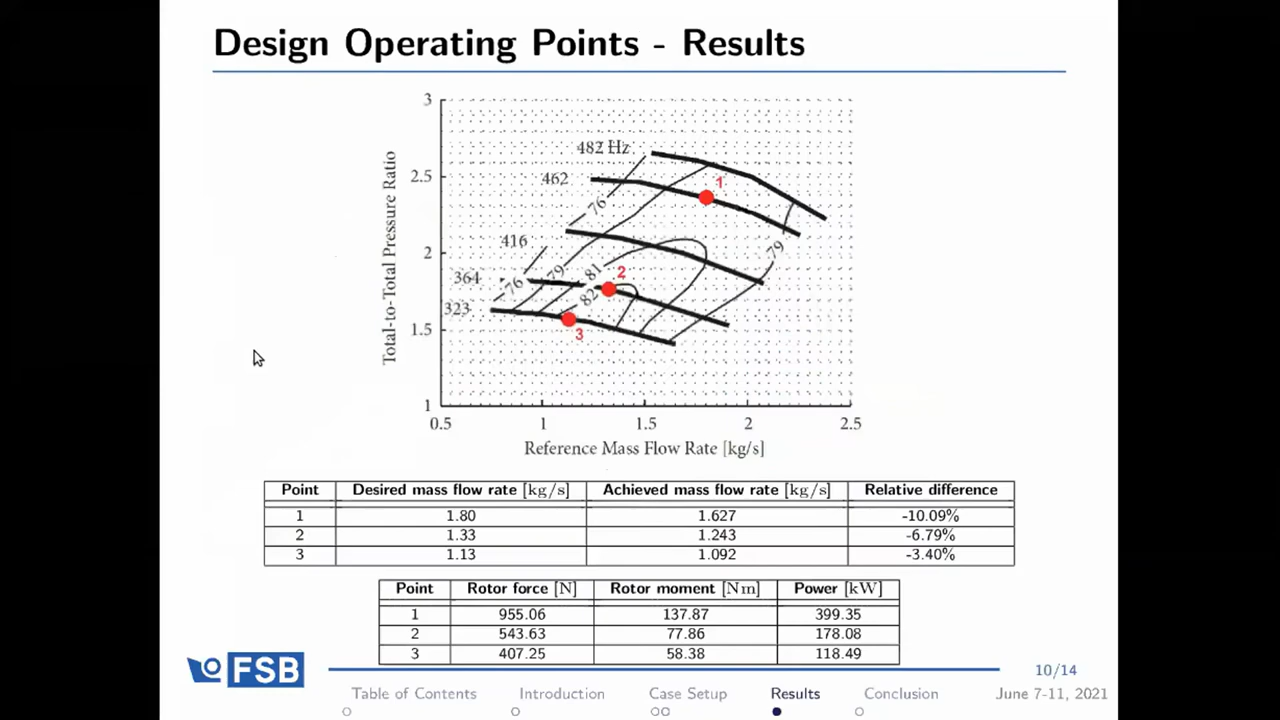 Design Operating Points - Results
3
482 Hz
2.5
462
1
76
416
79
2
364
76
79
81
2
82
323
1.5
3
1
0.5
1
1.5
2
2.5
Total-to-Total Pressure Ratio
Reference Mass Flow Rate [kg/s]
Point Desired mass flow rate [kg/s] Achieved mass flow rate [kg/s] Relative difference
1 1.80 1.627 -10.09%
2 1.33 1.243 -6.79%
3 1.13 1.092 -3.40%
Point Rotor force [N] Rotor moment [Nm] Power [kW]
1 955.06 137.87 399.35
2 543.63 77.86 178.08
3 407.25 58.38 118.49
FSB
10/14
Table of Contents Introduction Case Setup Results Conclusion June 7-11, 2021